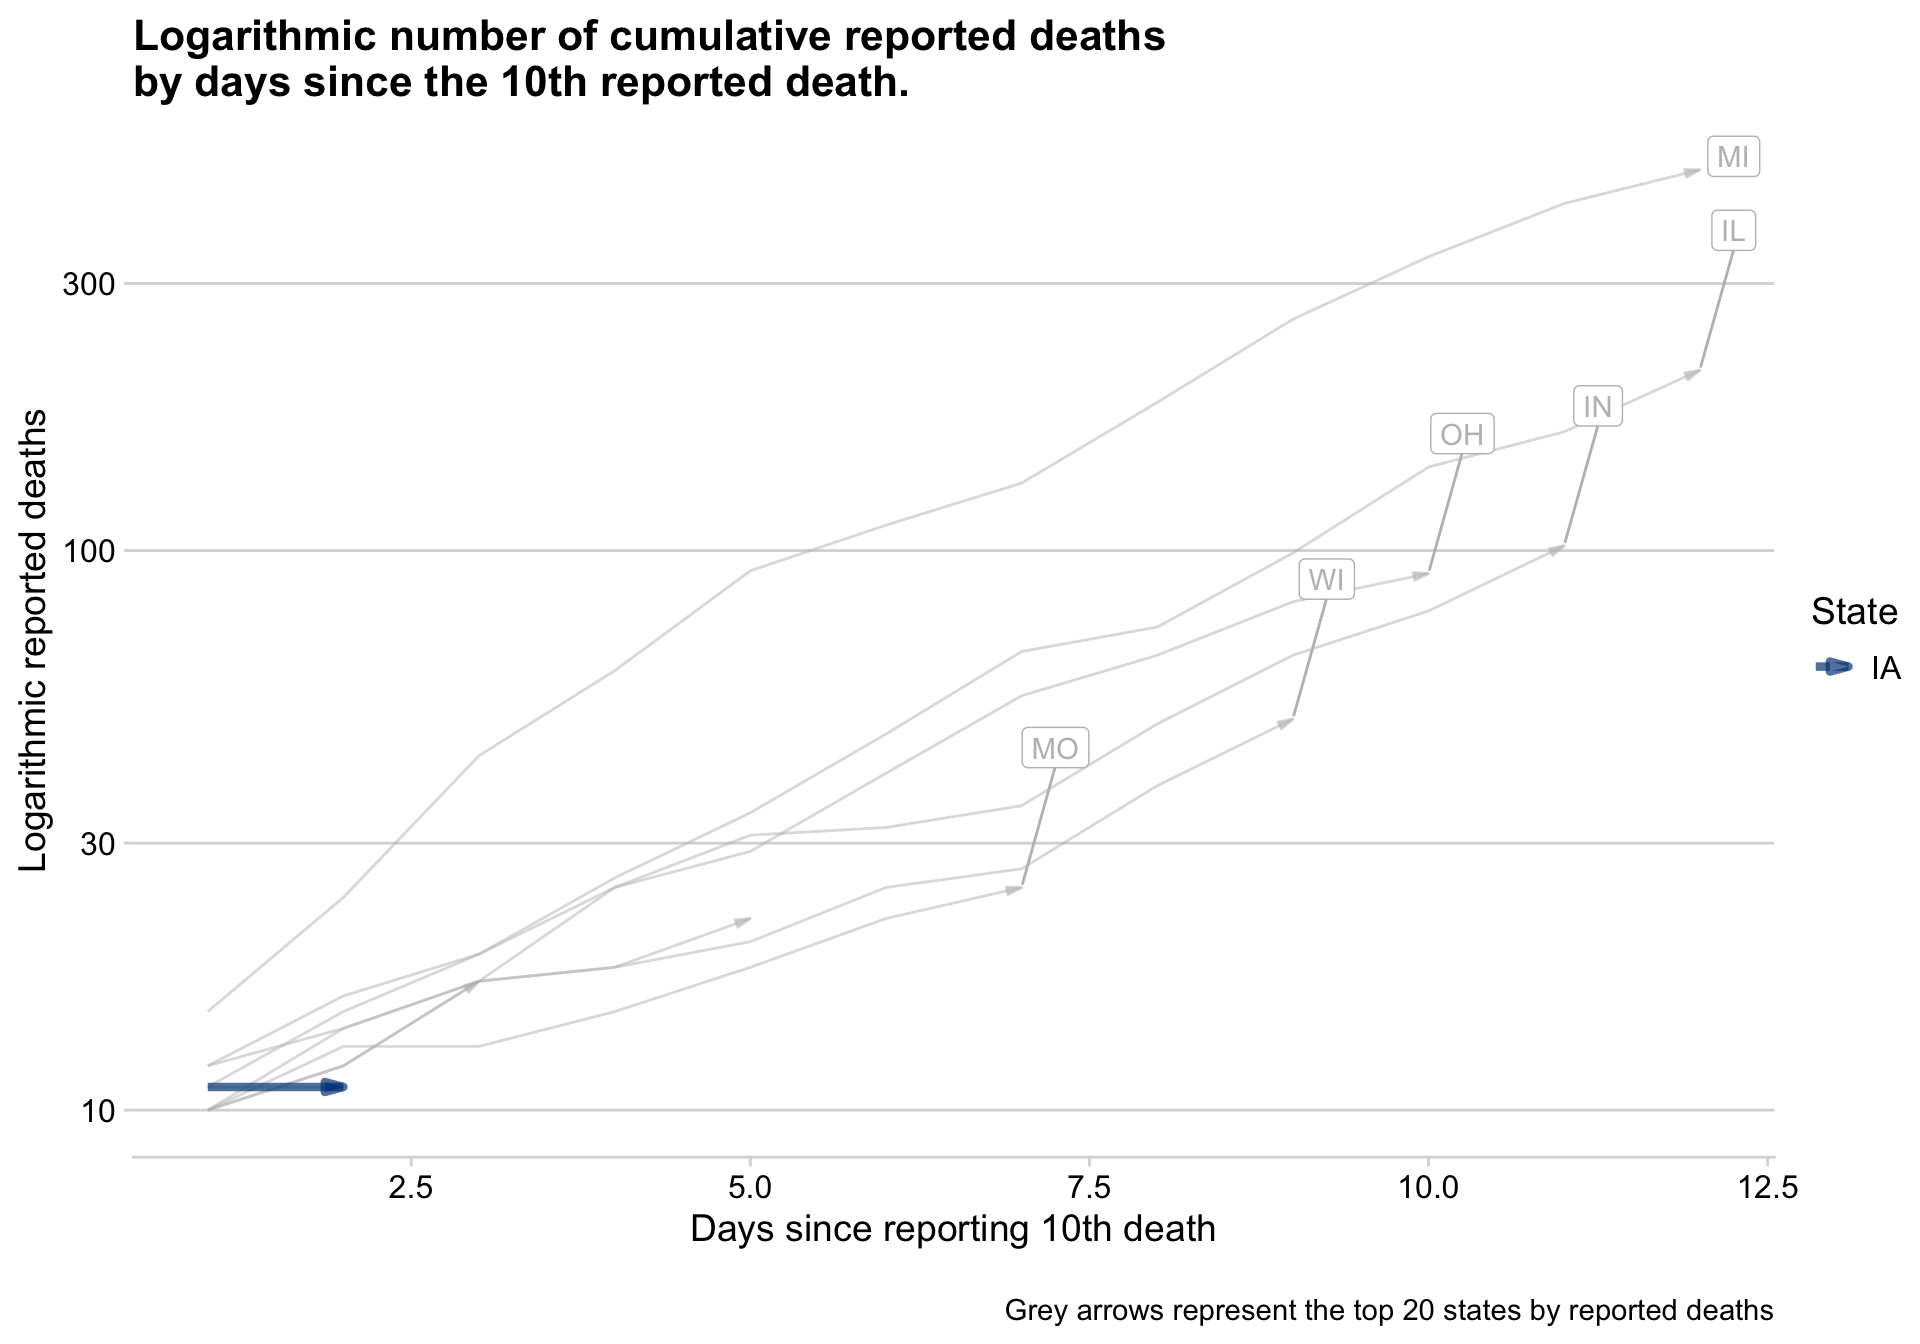 Logarithmic number of cumulative reported deaths
by days since the 10th reported death.
MI
IL
300
IN
OH
100
WI
State
IA
MO
30
10
Logarithmic reported deaths
2.5 5.0 7.5 10.0 12.5
Days since reporting 10th death
Grey arrows represent the top 20 states by reported deaths